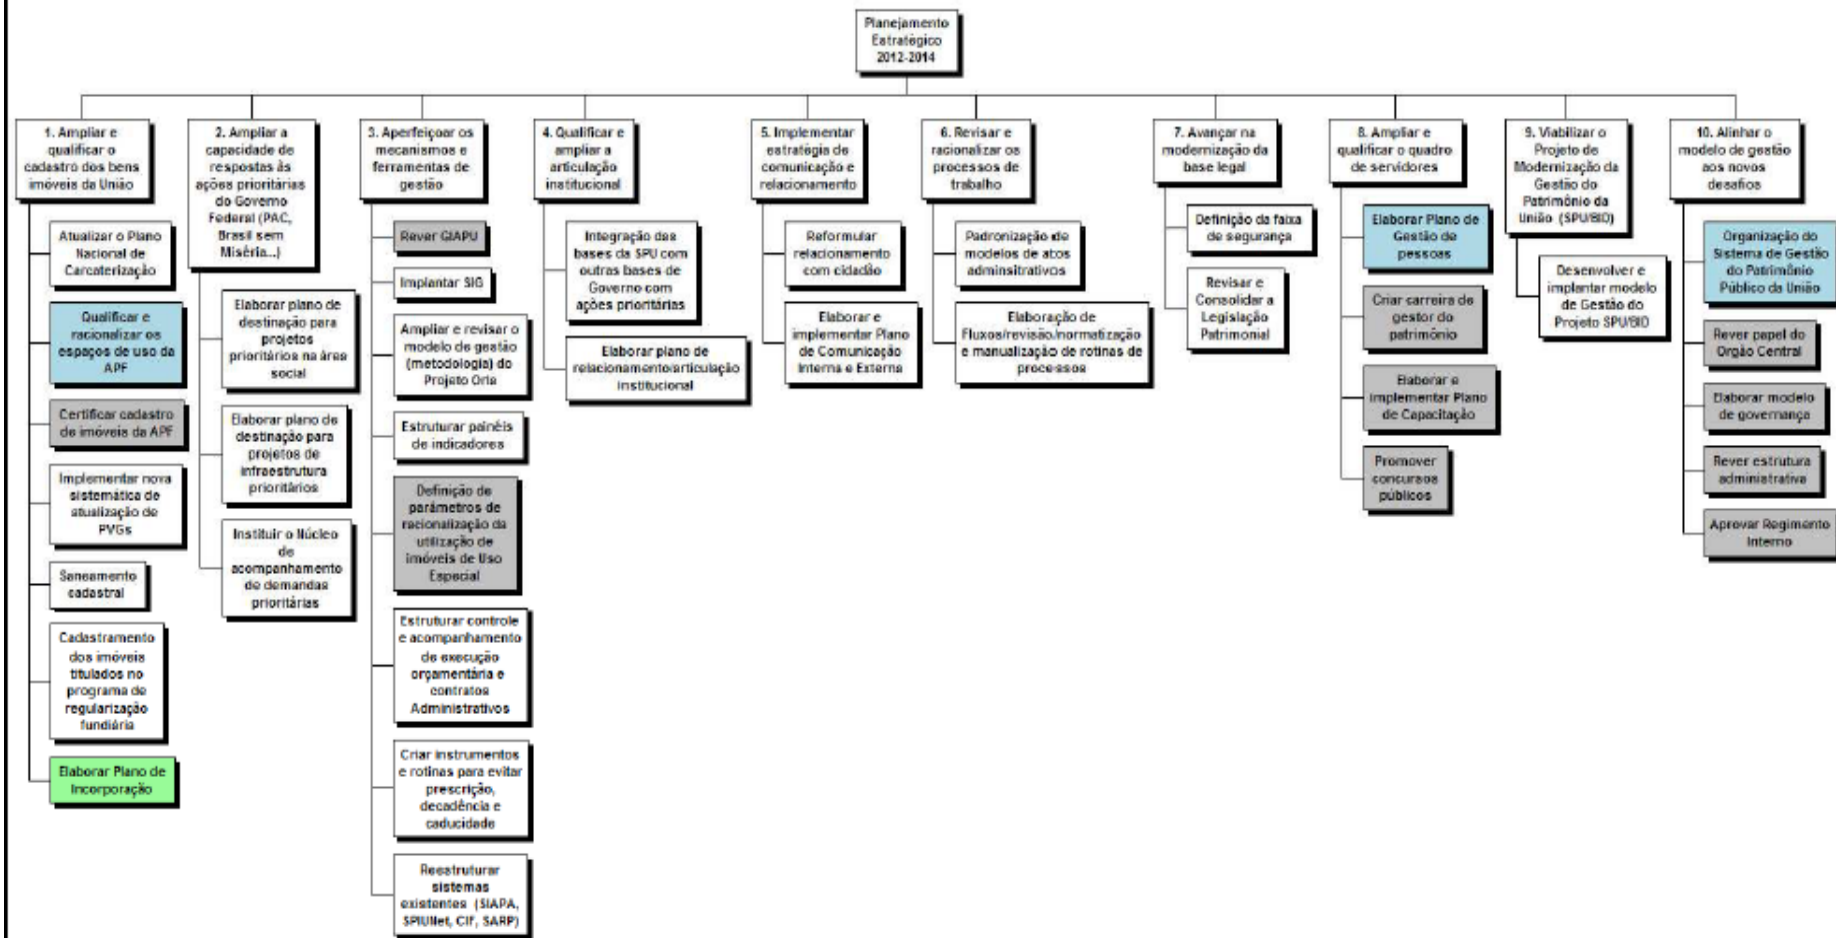 Planejamento
Estratégico
2012-2014
1. Ampliar e
qualificar o
cadastro dos bens
imóveis da União
Atualizar o Plano
Nacional de
Carcaterização
Qualificar e
racionalizar os
espaços de uso da
APF
Certificar cadastro
de imóveis da APF
Implementar nova
sistemática de
atualização de
PVGs
Saneamento
cadastral
Cadastramento
dos imóveis
titulados no
programa de
regularização
fundiária
Elaborar Plano de
Incorporação
2. Ampliar a
capacidade de
respostas às
ações prioritárias
do Governo
Federal (PAC,
Brasil sem
Miséria...)
Elaborar plano de
destinação para
projetos
prioritários na área
social
Elaborar plano de
destinação para
projetos de
infraestrutura
prioritários
Instituir o Núcleo
de
acompanhamento
de demandas
prioritárias
3. Aperfeiçoar os
mecanismos e
ferramentas de
gestão
Rever GIAPU
Implantar SIG
Ampliar e revisar o
modelo de gestão
(metodologia) do
Projeto Orla
Estruturar painéis
de indicadores
Definição de
parâmetros de
racionalização da
utilização de
imóveis de Uso
Especial
Estruturar controle
e acompanhamento
de execução
orçamentária e
contratos
Administrativos
Criar instrumentos
e rotinas para evitar
prescrição,
decadência e
caducidade
Reestruturar
sistemas
existentes (SIAPA,
SPIUNet, CIF, SARP)
4. Qualificar e
ampliar a
articulação
institucional
Integração das
bases da SPU com
outras bases de
Governo com
ações prioritárias
Elaborar plano de
relacionamento/articulação
institucional
5. Implementar
estratégia de
comunicação e
relacionamento
Reformular
relacionamento
com cidadão
Elaborar e
implementar Plano
de Comunicação
Interna e Externa
6. Revisar e
racionalizar os
processos de
trabalho
Padronização de
modelos de atos
adminsitrativos
Elaboração de
Fluxos/revisão/normatização
e manualização de rotinas de
processos
7. Avançar na
modernização da
base legal
Definição da faixa
de segurança
Revisar e
Consolidar a
Legislação
Patrimonial
8. Ampliar e
qualificar o quadro
de servidores
Elaborar Plano de
Gestão de
pessoas
Criar carreira de
gestor do
patrimônio
Elaborar e
implementar Plano
de Capacitação
Promover
concursos
públicos
9. Viabilizar o
Projeto de
Modernização da
Gestão do
Patrimônio da
União (SPU/BID)
Desenvolver e
implantar modelo
de Gestão do
Projeto SPU/BID
10. Alinhar o
modelo de gestão
aos novos
desafios
Organização do
Sistema de Gestão
do Patrimônio
Público da União
Rever papel do
Orgão Central
Elaborar modelo
de governança
Rever estrutura
administrativa
Aprovar Regimento
Interno